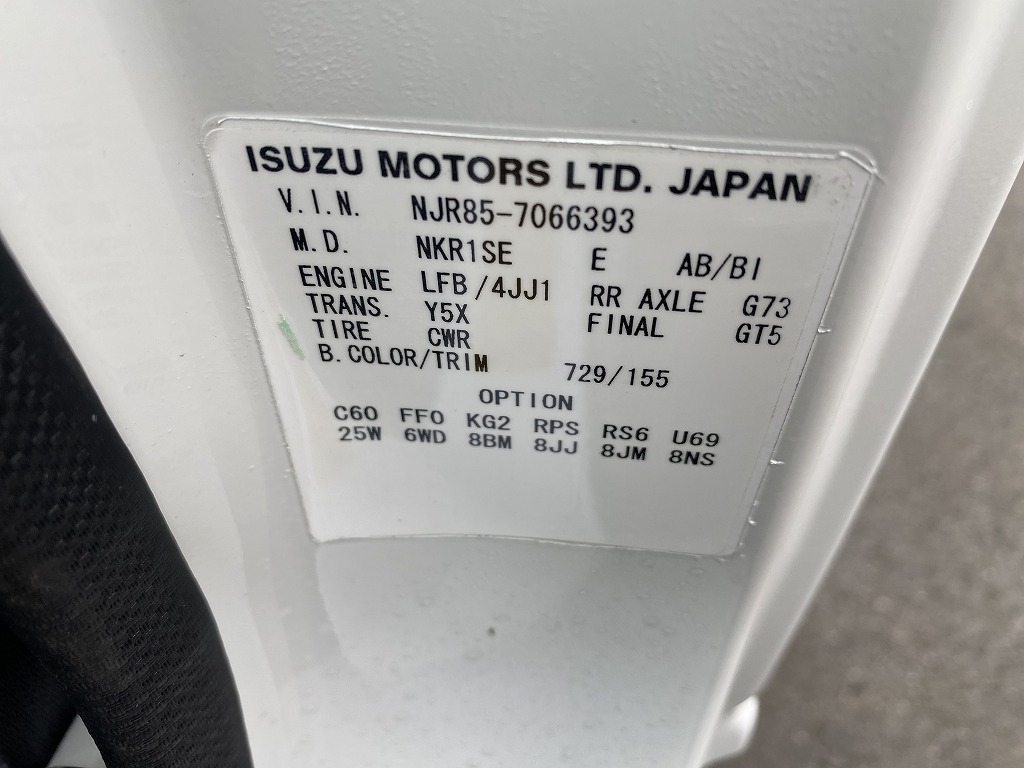 ISUZU MOTORS LTD. JAPAN
V.I.N. NJR85-7066393
M.D. NKR1SE E AB/BI
ENGINE LFB/4JJ1 RR AXLE G73
TRANS. Y5X FINAL GT5
TIRE CWR
B.COLOR/TRIM 729/155
OPTION
C60 FF0 KG2 RPS RS6 U69
25W 6WD 8BM 8JJ 8JM 8NS